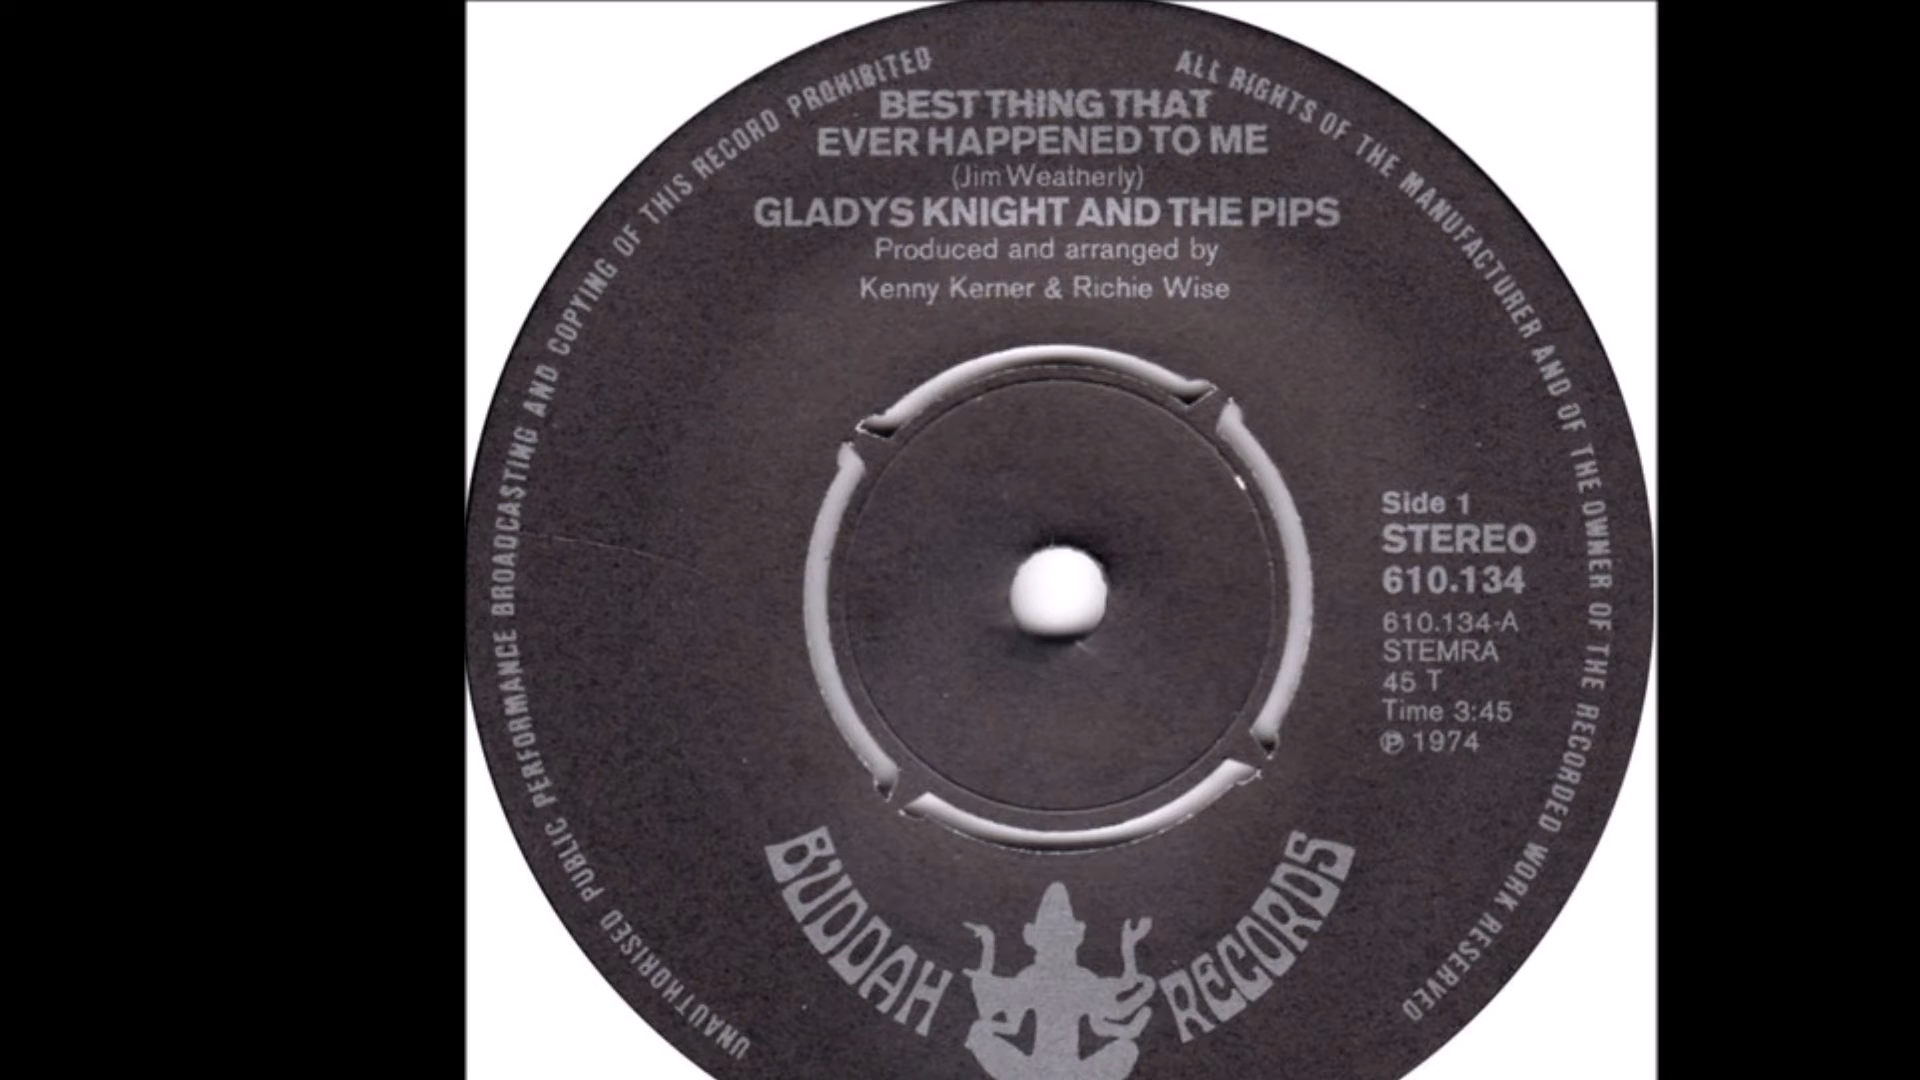 UNAUTHORISED PUBLIC PERFORMANCE BROADCASTING AND COPYING OF THIS RECORD PROHIBITED
ALL RIGHTS OF THE MANUFACTURER AND OF THE OWNER OF THE RECORDED WORK RESERVED
BEST THING THAT
EVER HAPPENED TO ME
(Jim Weatherly)
GLADYS KNIGHT AND THE PIPS
Produced and arranged by
Kenny Kerner & Richie Wise
Side 1
STEREO
610.134
610.134-A
STEMRA
45 T
Time 3:45
℗ 1974
BUDDAH RECORDS